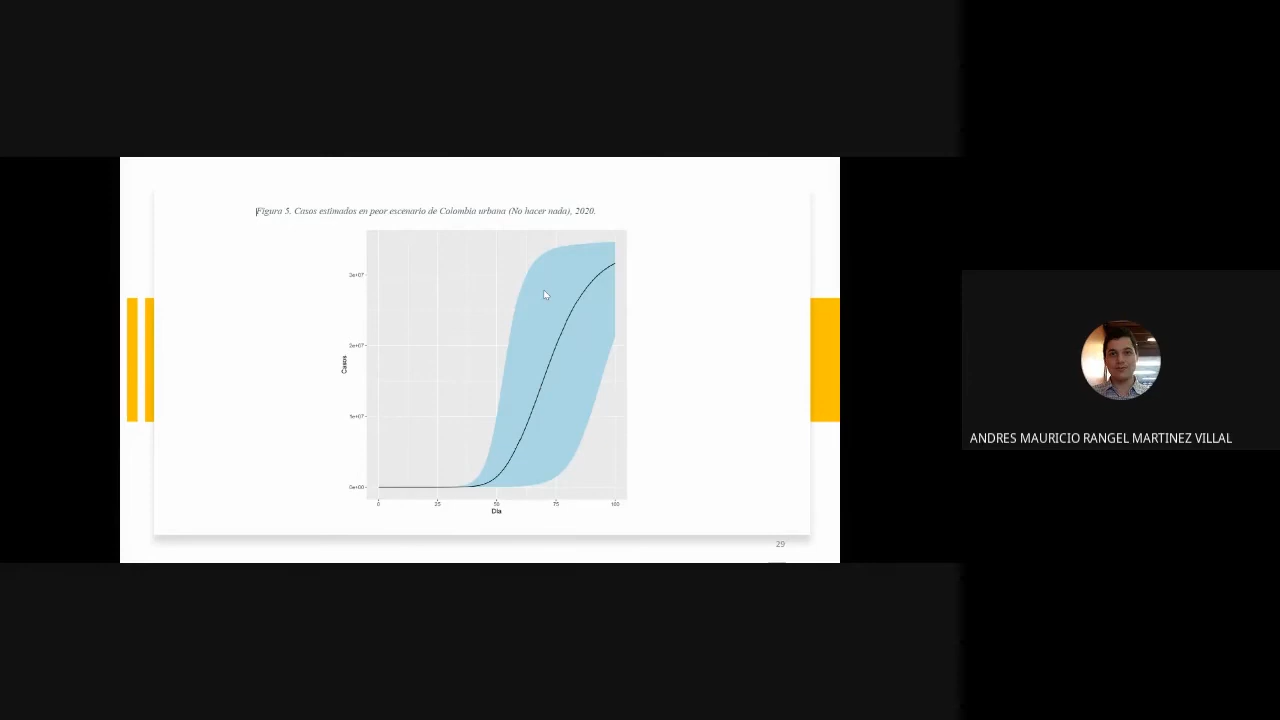 Figura 5. Casos estimados en peor escenario de Colombia urbana (No hacer nada), 2020.
3e+07
2e+07
Casos
1e+07
0e+00
0 25 50 75 100
Dia
29
ANDRES MAURICIO RANGEL MARTINEZ VILLAL